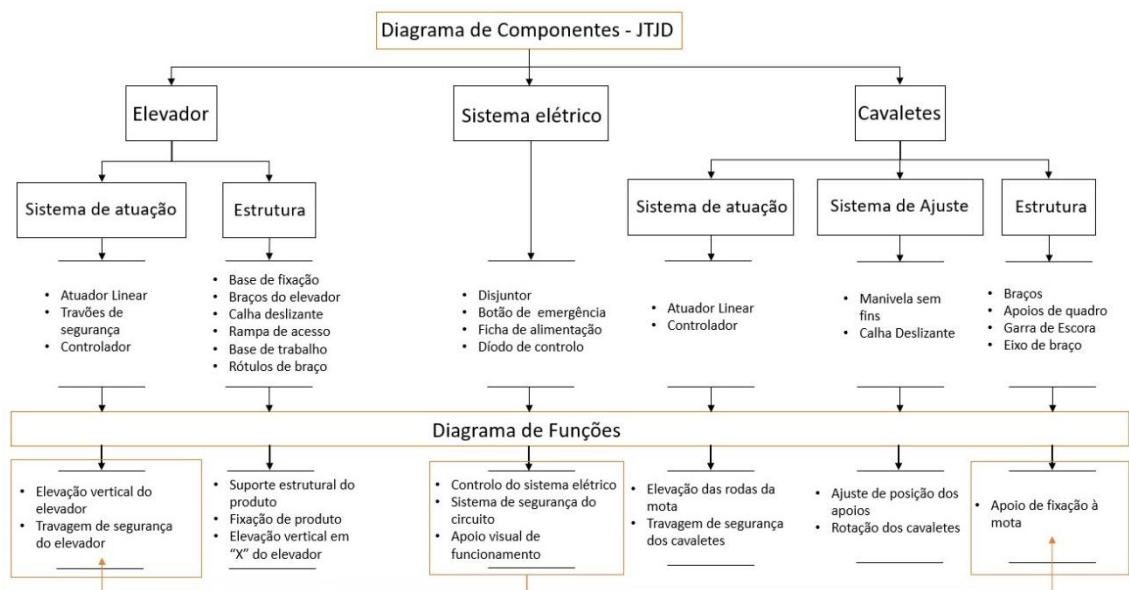 Diagrama de Componentes - JTJD
Elevador
Sistema elétrico
Cavaletes
Sistema de atuação
Estrutura
Sistema de atuação
Sistema de Ajuste
Estrutura
• Atuador Linear
• Travões de
segurança
• Controlador
• Base de fixação
• Braços do elevador
• Calha deslizante
• Rampa de acesso
• Base de trabalho
• Rótulos de braço
• Disjuntor
• Botão de emergência
• Ficha de alimentação
• Díodo de controlo
• Atuador Linear
• Controlador
• Manivela sem
fins
• Calha Deslizante
• Braços
• Apoios de quadro
• Garra de Escora
• Eixo de braço
Diagrama de Funções
• Elevação vertical do
elevador
• Travagem de segurança
do elevador
• Suporte estrutural do
produto
• Fixação de produto
• Elevação vertical em
“X” do elevador
• Controlo do sistema elétrico
• Sistema de segurança do
circuito
• Apoio visual de
funcionamento
• Elevação das rodas da
mota
• Travagem de segurança
dos cavaletes
• Ajuste de posição dos
apoios
• Rotação dos cavaletes
• Apoio de fixação à
mota